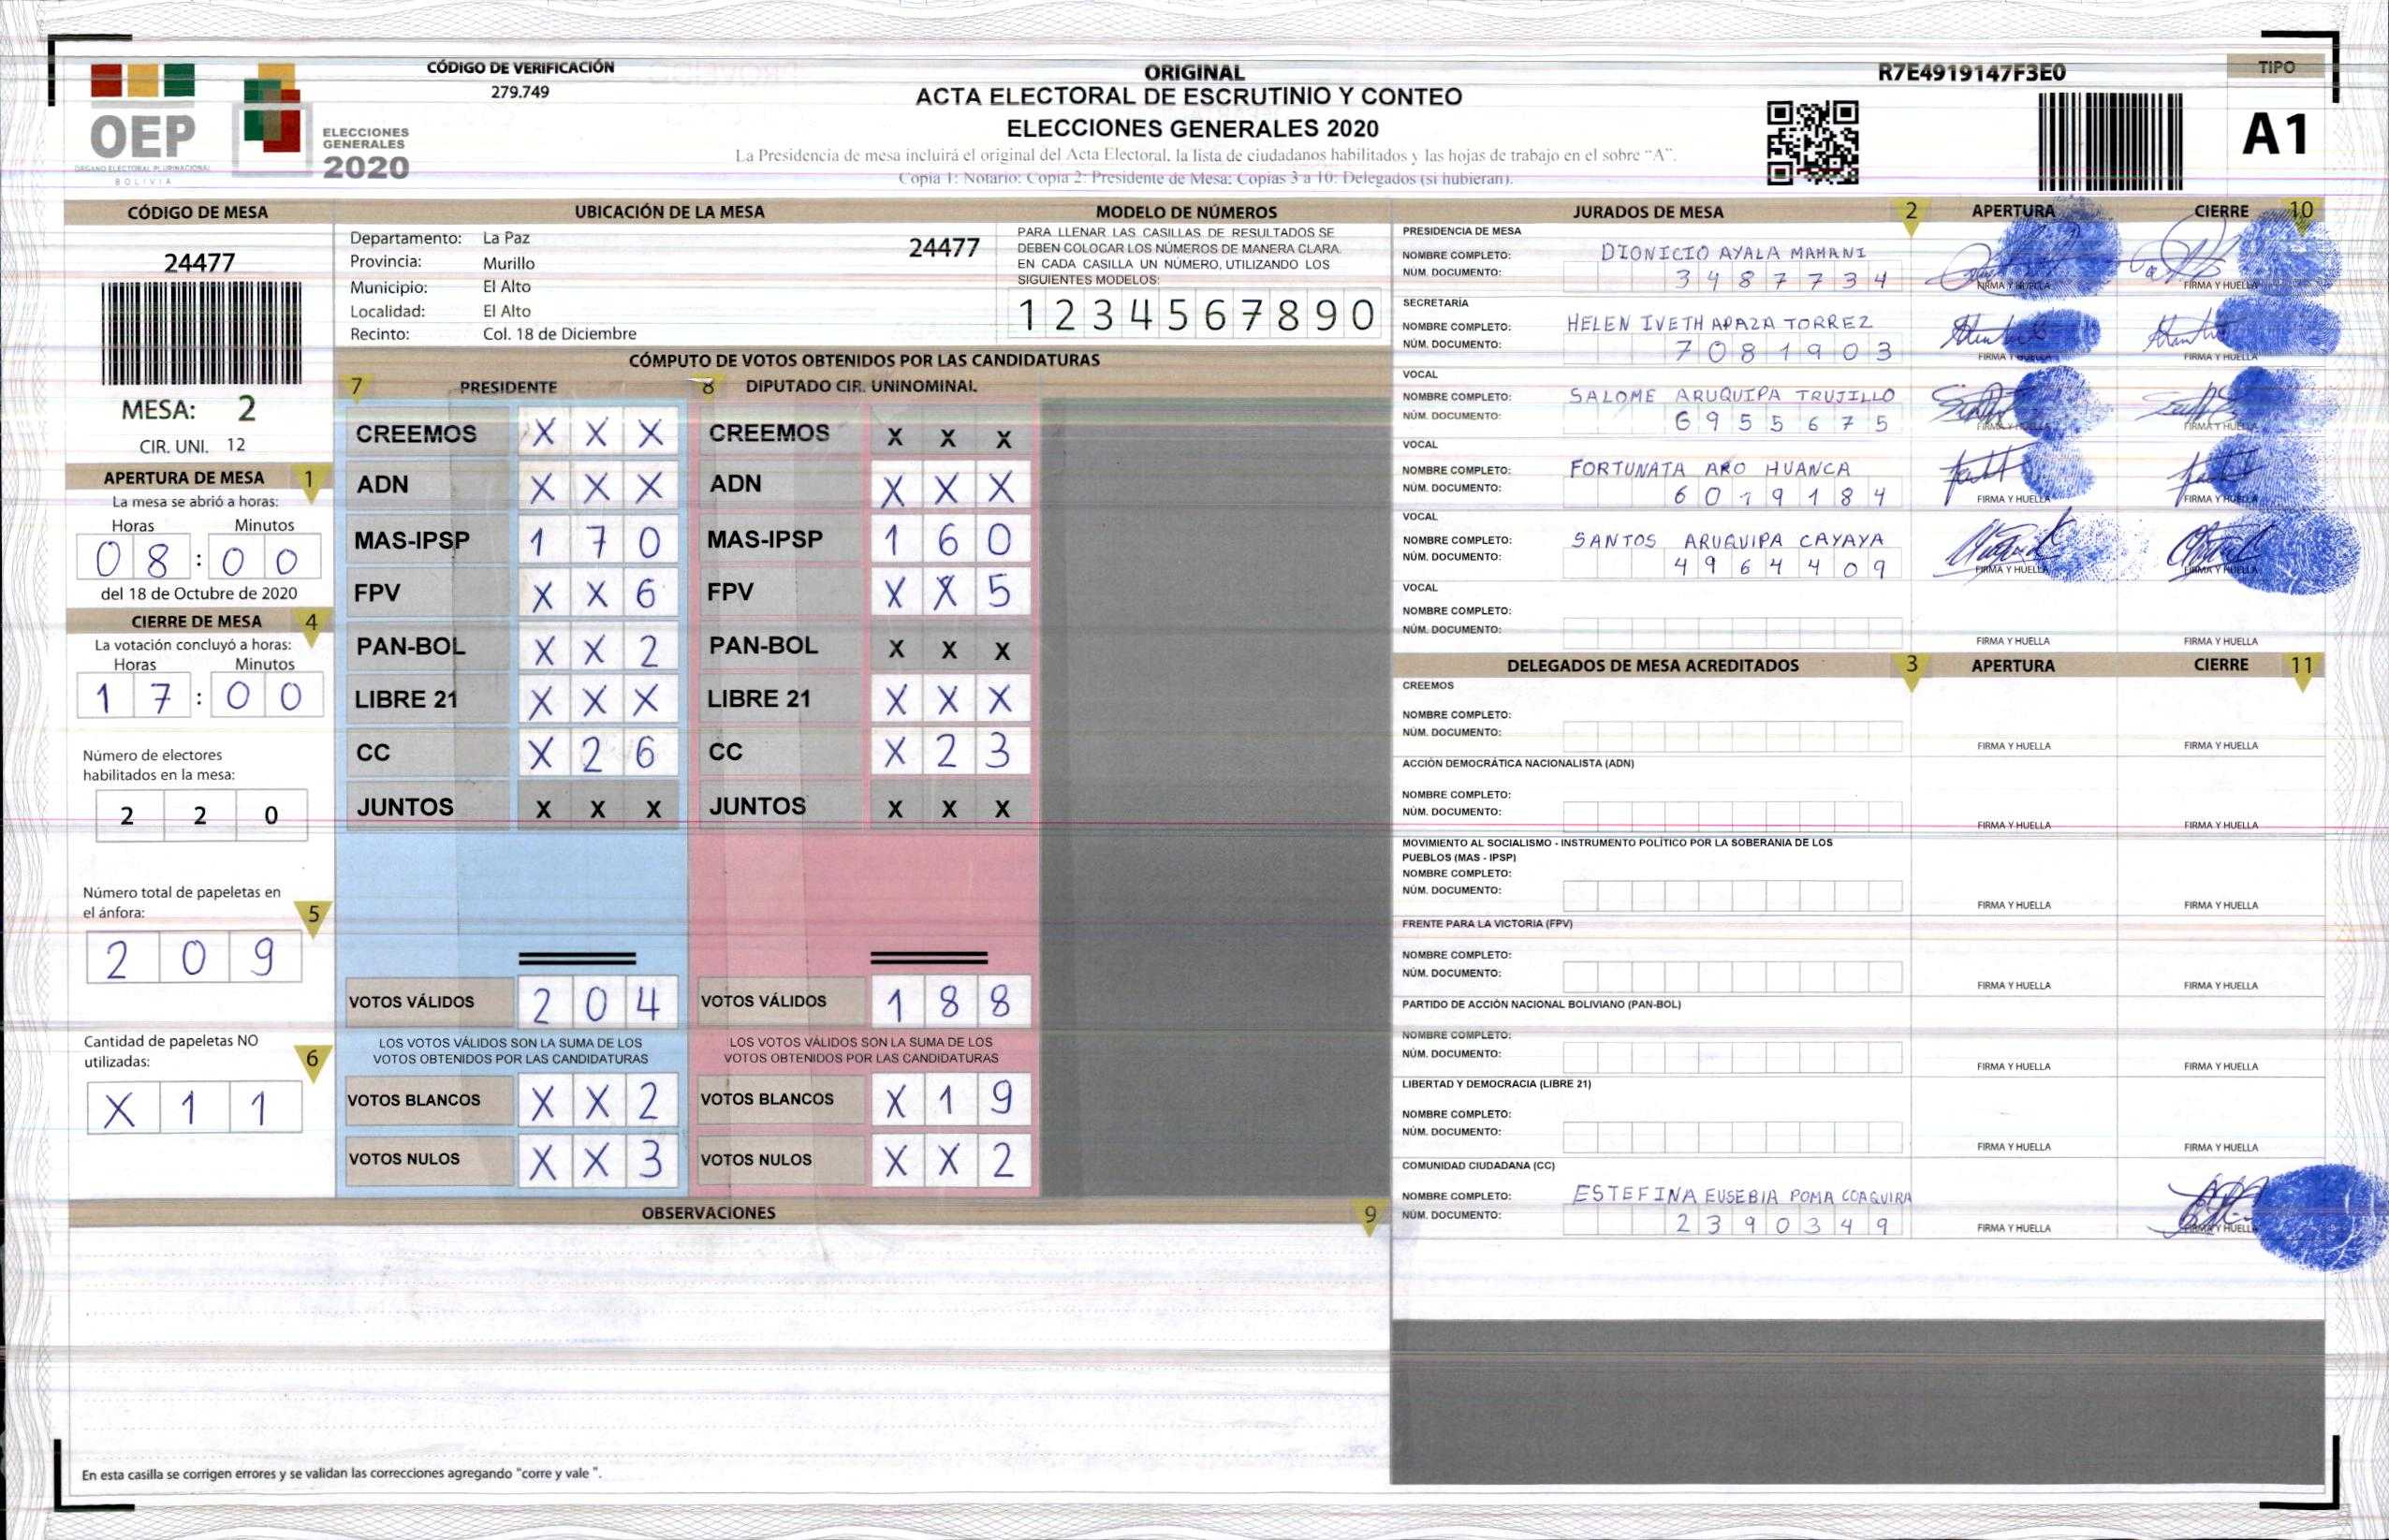 CÓDIGO DE VERIFICACIÓN
279.749
OEP
ÓRGANO ELECTORAL PLURINACIONAL
BOLIVIA
ELECCIONES
GENERALES
2020
ORIGINAL
ACTA ELECTORAL DE ESCRUTINIO Y CONTEO
ELECCIONES GENERALES 2020
La Presidencia de mesa incluirá el original del Acta Electoral, la lista de ciudadanos habilitados y las hojas de trabajo en el sobre "A".
Copia 1: Notario; Copia 2: Presidente de Mesa; Copias 3 a 10: Delegados (si hubieran).
R7E4919147F3E0
TIPO
A1
CÓDIGO DE MESA
24477
MESA: 2
CIR. UNI. 12
APERTURA DE MESA 1
La mesa se abrió a horas:
Horas Minutos
08:00
del 18 de Octubre de 2020
CIERRE DE MESA 4
La votación concluyó a horas:
Horas Minutos
17:00
Número de electores
habilitados en la mesa:
2 2 0
Número total de papeletas en
el ánfora: 5
2 0 9
Cantidad de papeletas NO
utilizadas: 6
X 1 1
UBICACIÓN DE LA MESA
Departamento: La Paz
24477
Provincia: Murillo
Municipio: El Alto
Localidad: El Alto
Recinto: Col. 18 de Diciembre
MODELO DE NÚMEROS
PARA LLENAR LAS CASILLAS DE RESULTADOS SE
DEBEN COLOCAR LOS NÚMEROS DE MANERA CLARA.
EN CADA CASILLA UN NÚMERO, UTILIZANDO LOS
SIGUIENTES MODELOS:
1 2 3 4 5 6 7 8 9 0
CÓMPUTO DE VOTOS OBTENIDOS POR LAS CANDIDATURAS
7 PRESIDENTE 8 DIPUTADO CIR. UNINOMINAL
CREEMOS X X X CREEMOS X X X
ADN X X X ADN X X X
MAS-IPSP 1 7 0 MAS-IPSP 1 6 0
FPV X X 6 FPV X X 5
PAN-BOL X X 2 PAN-BOL X X X
LIBRE 21 X X X LIBRE 21 X X X
CC X 2 6 CC X 2 3
JUNTOS X X X JUNTOS X X X
VOTOS VÁLIDOS 2 0 4 VOTOS VÁLIDOS 1 8 8
LOS VOTOS VÁLIDOS SON LA SUMA DE LOS LOS VOTOS VÁLIDOS SON LA SUMA DE LOS
VOTOS OBTENIDOS POR LAS CANDIDATURAS VOTOS OBTENIDOS POR LAS CANDIDATURAS
VOTOS BLANCOS X X 2 VOTOS BLANCOS X 1 9
VOTOS NULOS X X 3 VOTOS NULOS X X 2
OBSERVACIONES 9
En esta casilla se corrigen errores y se validan las correcciones agregando "corre y vale ".
JURADOS DE MESA 2 APERTURA CIERRE 10
PRESIDENCIA DE MESA
NOMBRE COMPLETO: DIONICIO AYALA MAMANI
NÚM. DOCUMENTO: 3487734 FIRMA Y HUELLA FIRMA Y HUELLA
SECRETARÍA
NOMBRE COMPLETO: HELEN IVETH APAZA TORREZ
NÚM. DOCUMENTO: 7081903 FIRMA Y HUELLA FIRMA Y HUELLA
VOCAL
NOMBRE COMPLETO: SALOME ARUQUIPA TRUJILLO
NÚM. DOCUMENTO: 6955675 FIRMA Y HUELLA FIRMA Y HUELLA
VOCAL
NOMBRE COMPLETO: FORTUNATA ARO HUANCA
NÚM. DOCUMENTO: 6019184 FIRMA Y HUELLA FIRMA Y HUELLA
VOCAL
NOMBRE COMPLETO: SANTOS ARUQUIPA CAYAYA
NÚM. DOCUMENTO: 4964409 FIRMA Y HUELLA FIRMA Y HUELLA
VOCAL
NOMBRE COMPLETO:
NÚM. DOCUMENTO: FIRMA Y HUELLA FIRMA Y HUELLA
DELEGADOS DE MESA ACREDITADOS 3 APERTURA CIERRE 11
CREEMOS
NOMBRE COMPLETO:
NÚM. DOCUMENTO: FIRMA Y HUELLA FIRMA Y HUELLA
ACCIÓN DEMOCRÁTICA NACIONALISTA (ADN)
NOMBRE COMPLETO:
NÚM. DOCUMENTO: FIRMA Y HUELLA FIRMA Y HUELLA
MOVIMIENTO AL SOCIALISMO - INSTRUMENTO POLÍTICO POR LA SOBERANIA DE LOS
PUEBLOS (MAS - IPSP)
NOMBRE COMPLETO:
NÚM. DOCUMENTO: FIRMA Y HUELLA FIRMA Y HUELLA
FRENTE PARA LA VICTORIA (FPV)
NOMBRE COMPLETO:
NÚM. DOCUMENTO: FIRMA Y HUELLA FIRMA Y HUELLA
PARTIDO DE ACCIÓN NACIONAL BOLIVIANO (PAN-BOL)
NOMBRE COMPLETO:
NÚM. DOCUMENTO: FIRMA Y HUELLA FIRMA Y HUELLA
LIBERTAD Y DEMOCRACIA (LIBRE 21)
NOMBRE COMPLETO:
NÚM. DOCUMENTO: FIRMA Y HUELLA FIRMA Y HUELLA
COMUNIDAD CIUDADANA (CC)
NOMBRE COMPLETO: ESTEFINA EUSEBIA POMA COAQUIRA
NÚM. DOCUMENTO: 2390349 FIRMA Y HUELLA FIRMA Y HUELLA